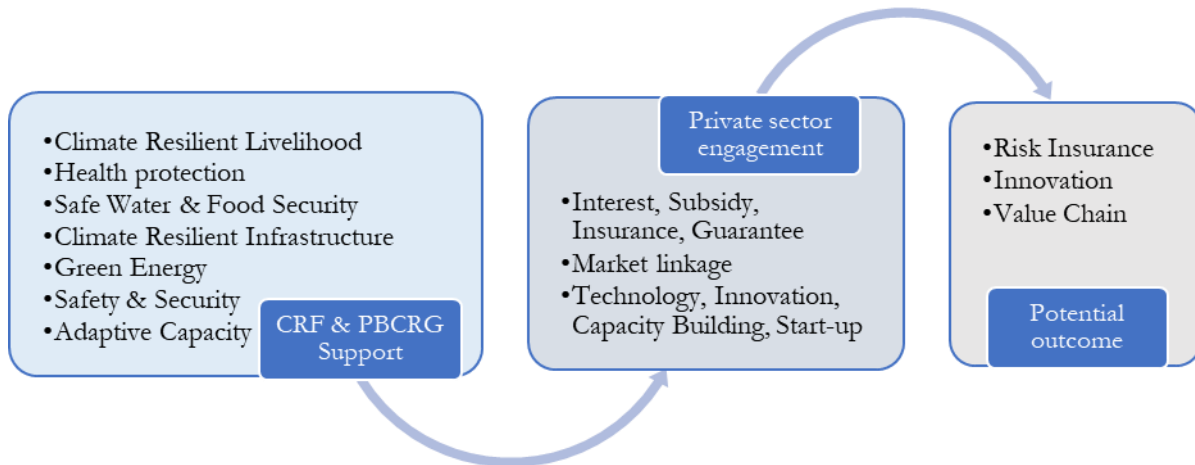 •Climate Resilient Livelihood
•Health protection
•Safe Water & Food Security
•Climate Resilient Infrastructure
•Green Energy
•Safety & Security
•Adaptive Capacity
CRF & PBCRG
Support
Private sector
engagement
•Interest, Subsidy,
Insurance, Guarantee
•Market linkage
•Technology, Innovation,
Capacity Building, Start-up
•Risk Insurance
•Innovation
•Value Chain
Potential
outcome